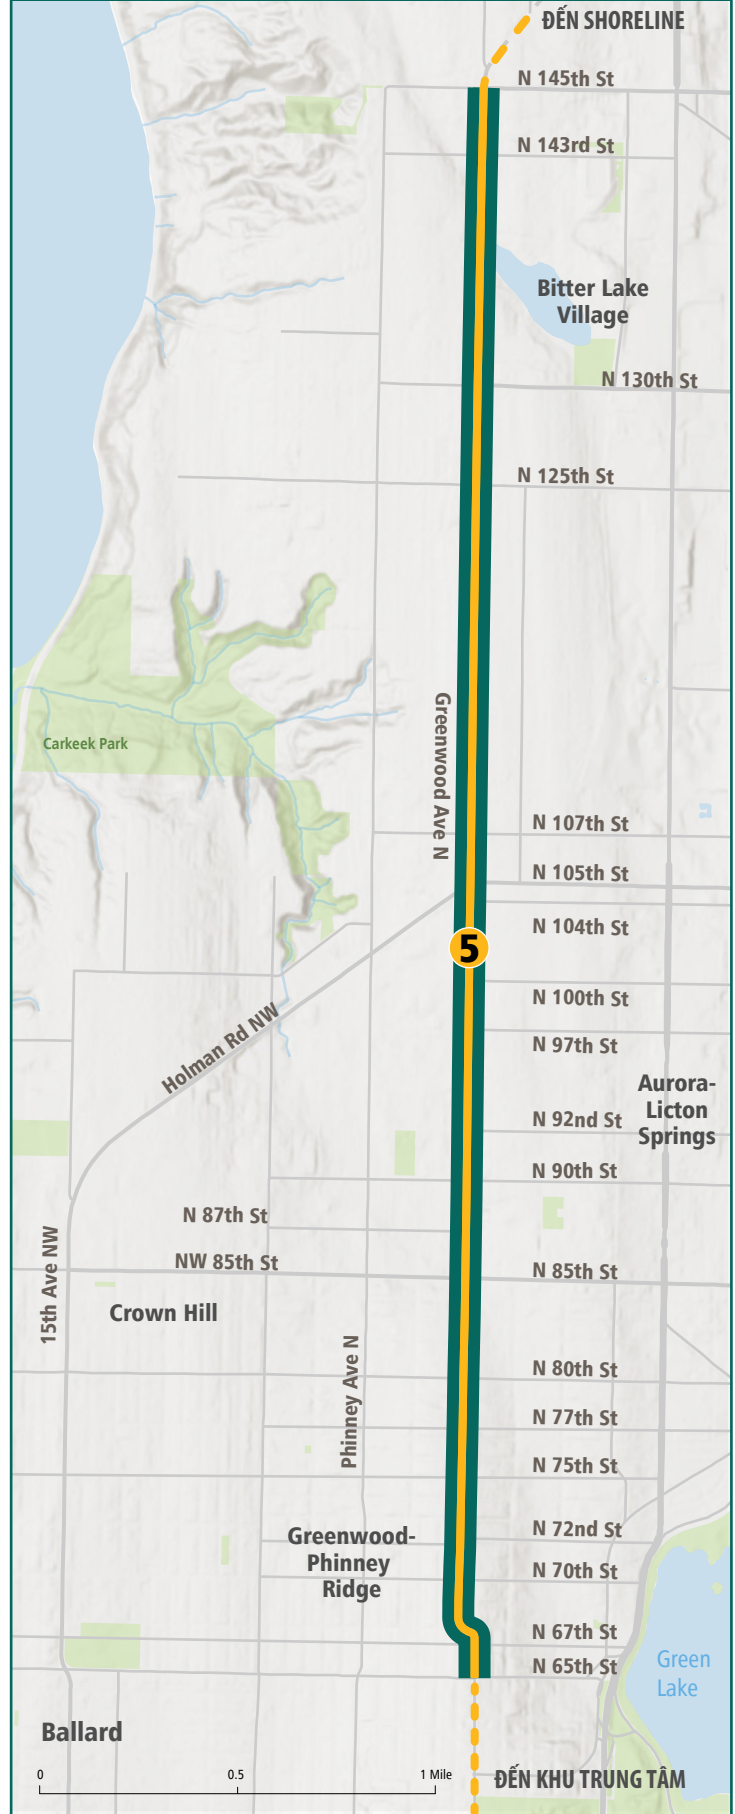 ĐẾN SHORELINE
N 145th St
N 143rd St
Bitter Lake
Village
N 130th St
N 125th St
Greenwood Ave N
Carkeek Park
N 107th St
N 105th St
N 104th St
5
N 100th St
Holman Rd NW
N 97th St
Aurora-
Licton
Springs
N 92nd St
N 90th St
N 87th St
NW 85th St
N 85th St
15th Ave NW
Crown Hill
Phinney Ave N
N 80th St
N 77th St
N 75th St
N 72nd St
Greenwood-
Phinney
Ridge
N 70th St
N 67th St
N 65th St
Green
Lake
Ballard
0 0.5 1 Mile
ĐẾN KHU TRUNG TÂM